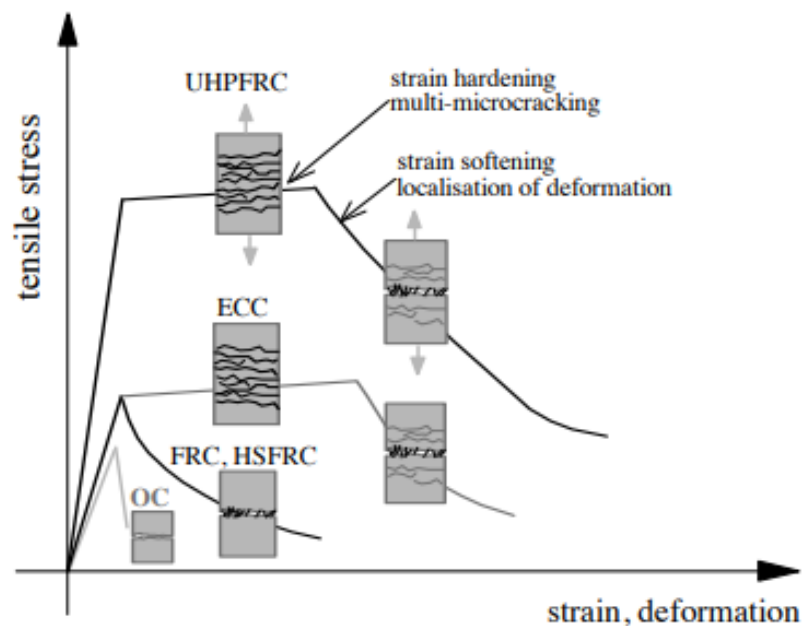 UHPFRC
strain hardening
multi-microcracking
strain softening
localisation of deformation
tensile stress
ECC
FRC, HSFRC
OC
strain, deformation